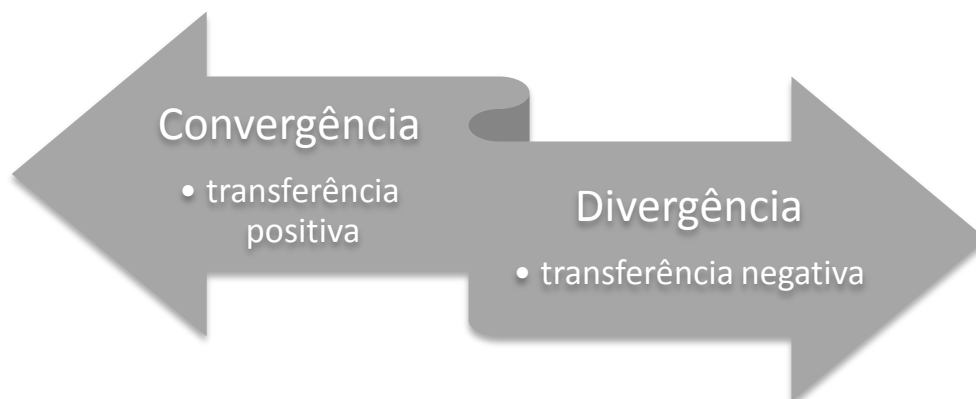 Convergência
• transferência
positiva
Divergência
• transferência negativa